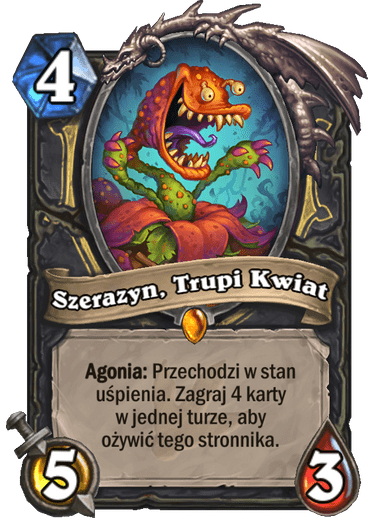 4
Szerazyn, Trupi Kwiat
Agonia: Przechodzi w stan
uśpienia. Zagraj 4 karty
w jednej turze, aby
ożywić tego stronnika.
5
3